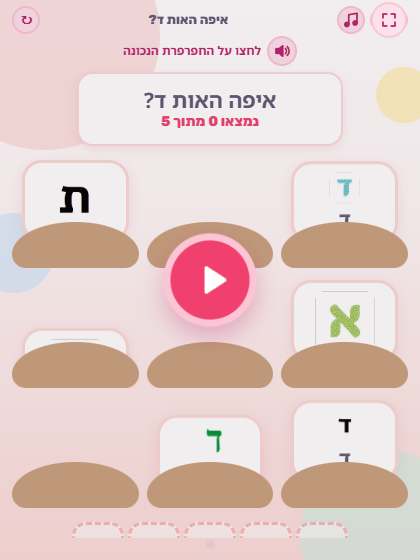 איפה האות ד?
לחצו על החפרפרת הנכונה
איפה האות ד?
נמצאו 0 מתוך 5
ד
ת
א
ד
ד